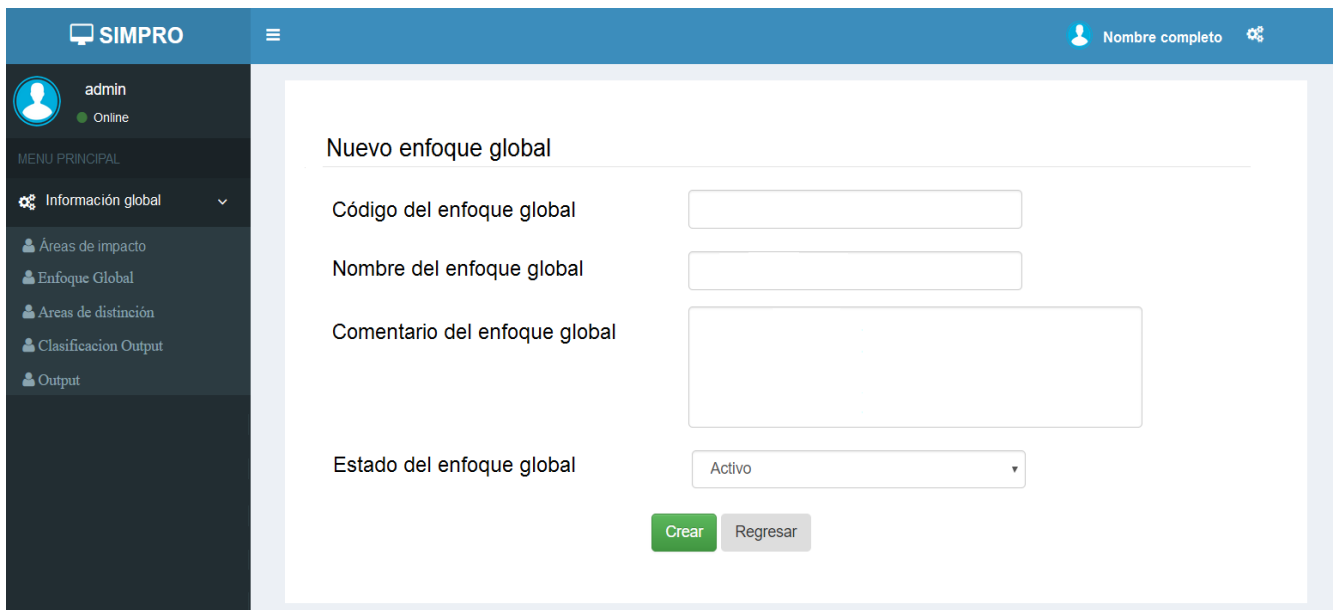 SIMPRO
Nombre completo
admin
Online
MENU PRINCIPAL
Información global
Áreas de impacto
Enfoque Global
Areas de distinción
Clasificacion Output
Output
Nuevo enfoque global
Código del enfoque global
Nombre del enfoque global
Comentario del enfoque global
Estado del enfoque global
Activo
Crear
Regresar